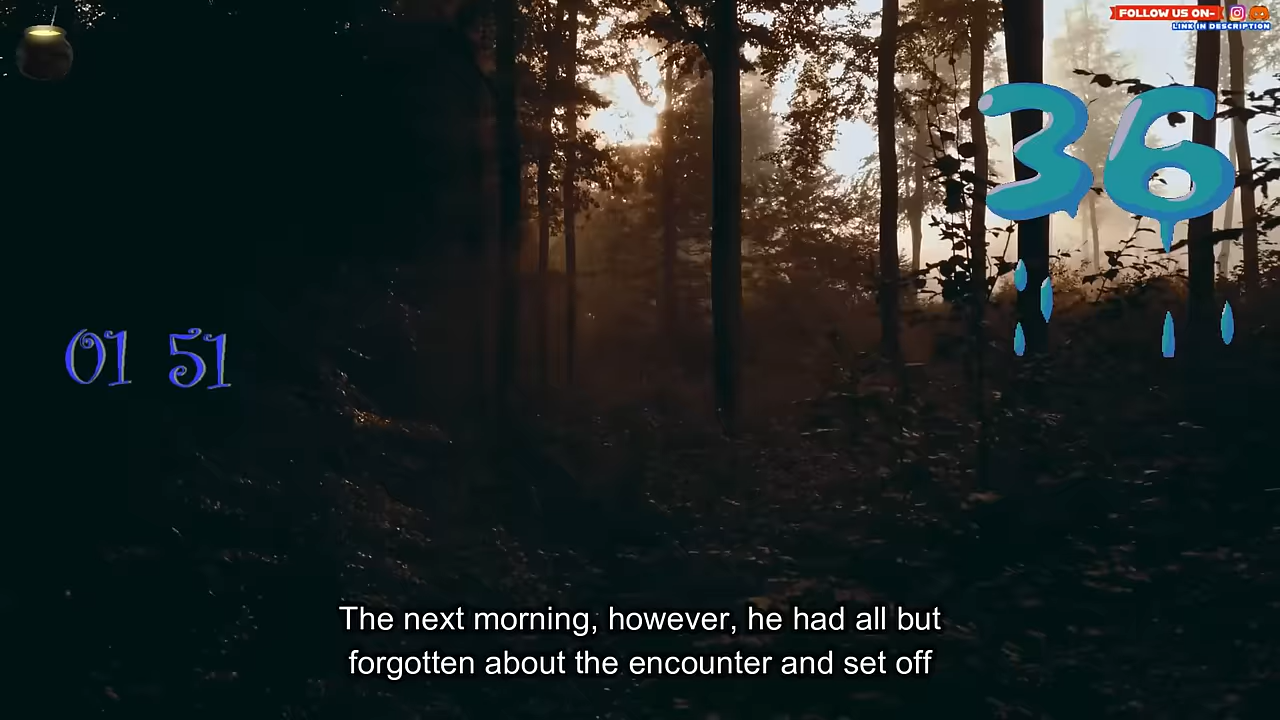 FOLLOW US ON-
LINK IN DESCRIPTION
36
01 51
The next morning, however, he had all but
forgotten about the encounter and set off